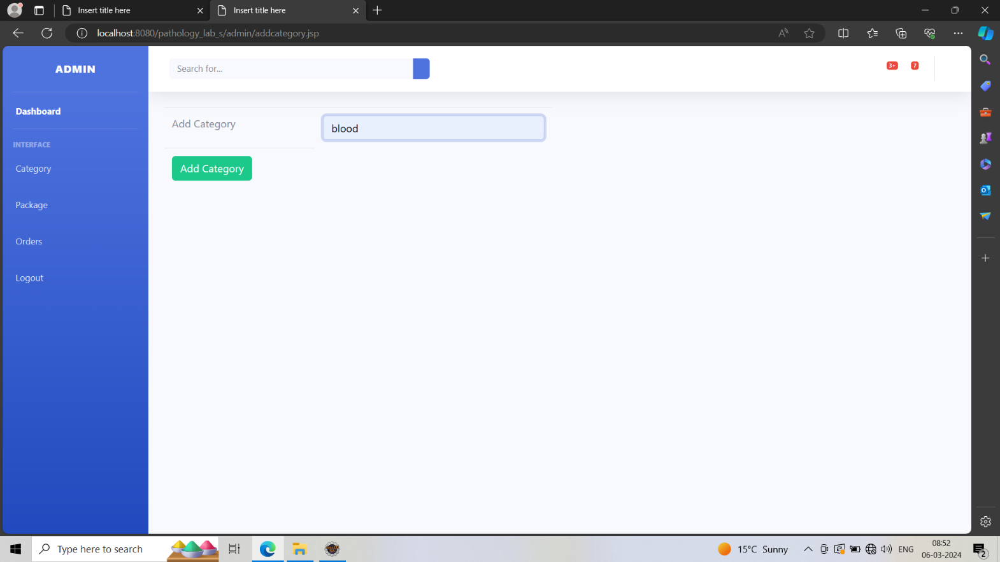 Insert title here
Insert title here
localhost:8080/pathology_lab_s/admin/addcategory.jsp
ADMIN
Search for...
3+
7
Dashboard
INTERFACE
Category
Package
Orders
Logout
Add Category
blood
Add Category
Type here to search
15°C Sunny
ENG
08:52
06-03-2024
2